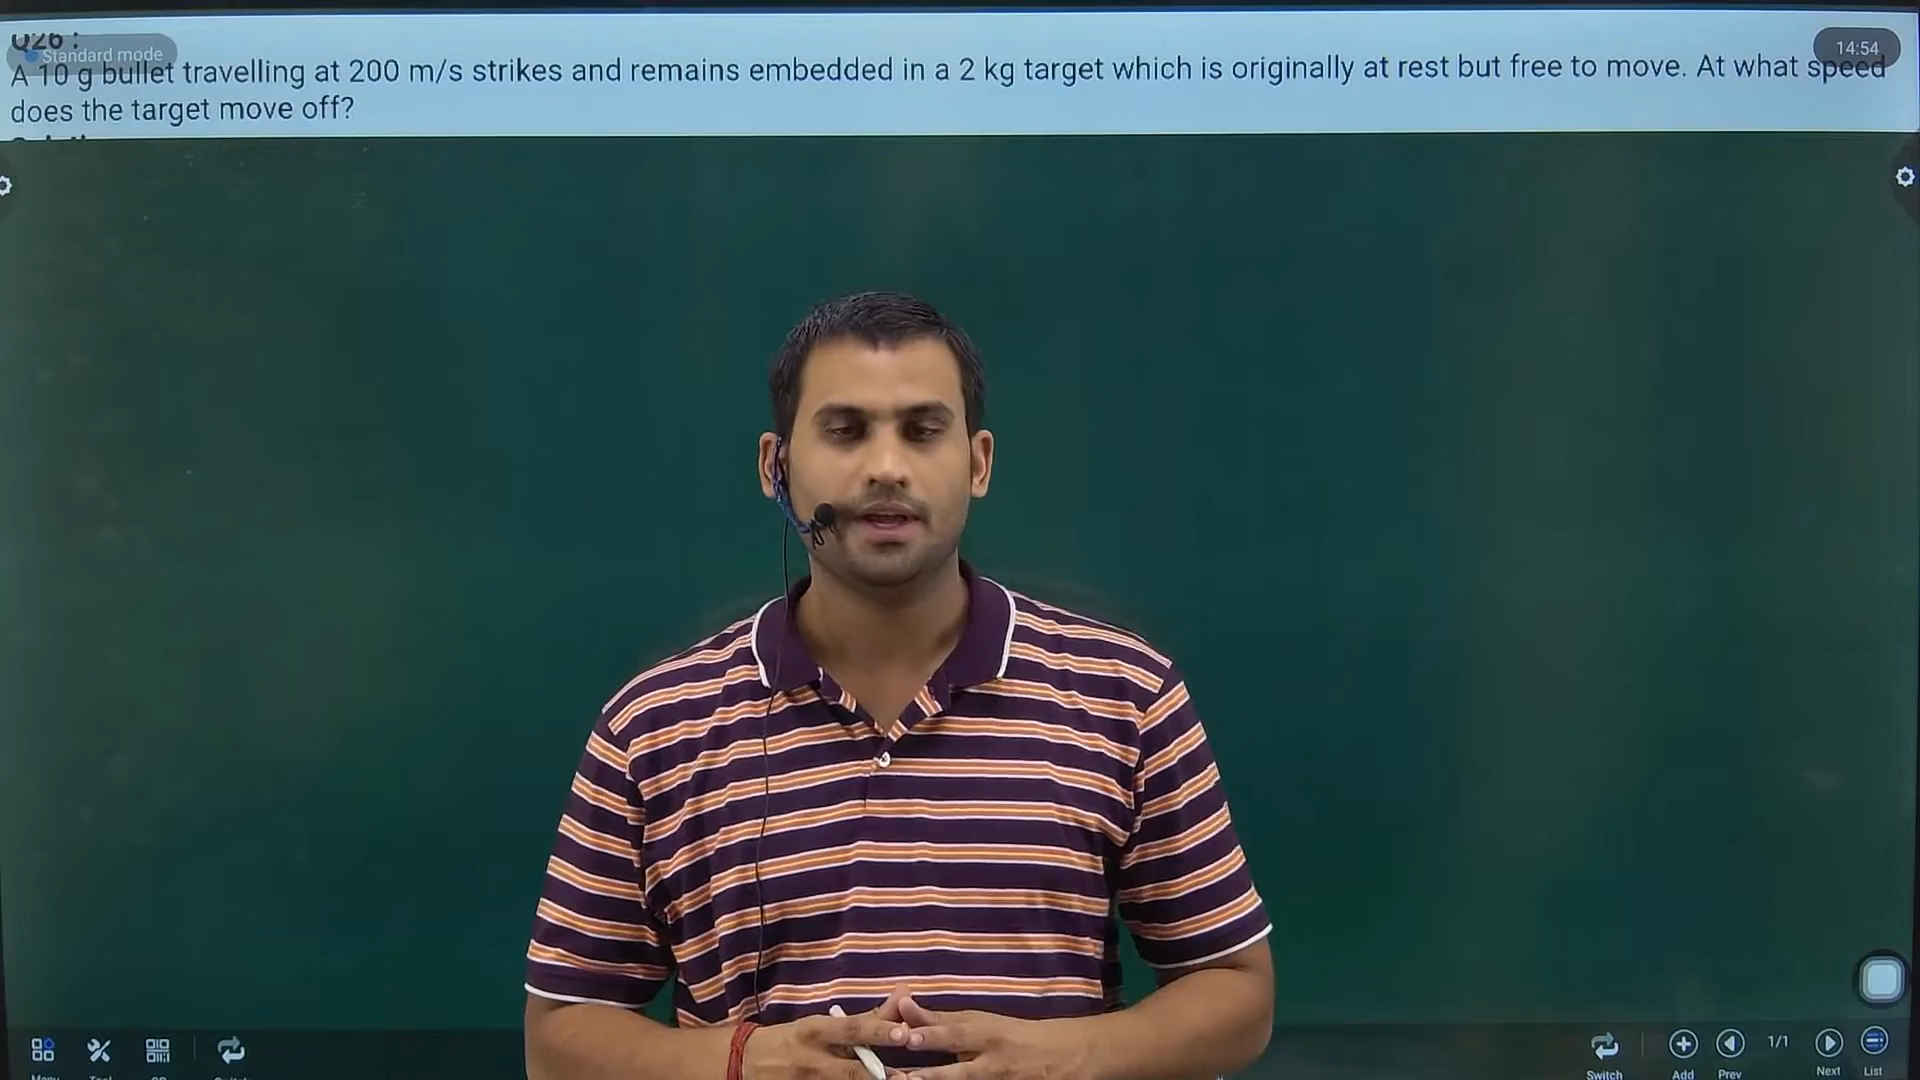 Q26 :
Standard mode
14:54
A 10 g bullet travelling at 200 m/s strikes and remains embedded in a 2 kg target which is originally at rest but free to move. At what speed
does the target move off?
1/1
Switch
Add
Prev
Next
List